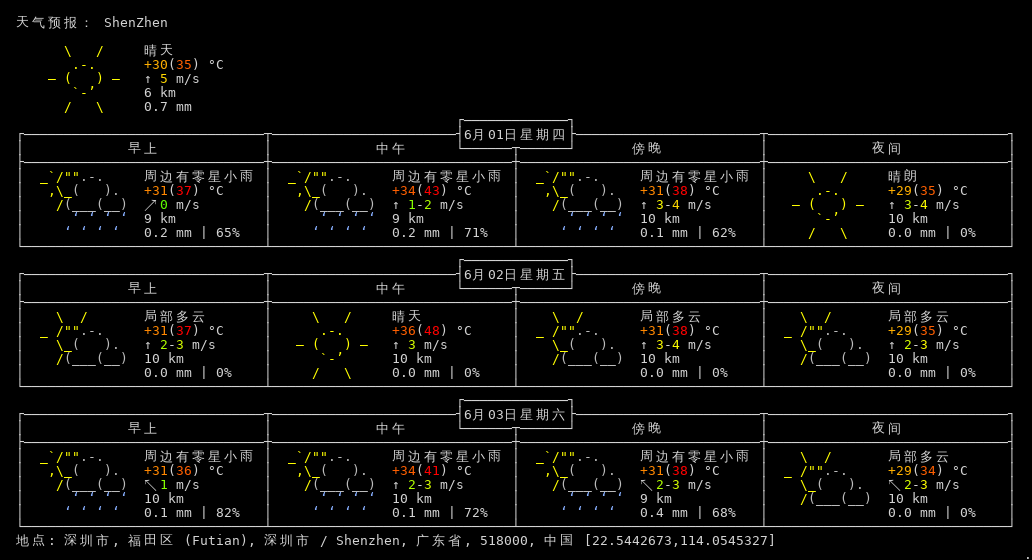 天气预报： ShenZhen
晴天
+30(35) °C
↑ 5 m/s
6 km
0.7 mm
6月01日星期四
早上 中午 傍晚 夜间
周边有零星小雨 周边有零星小雨 周边有零星小雨 晴朗
+31(37) °C +34(43) °C +31(38) °C +29(35) °C
↗0 m/s ↑ 1-2 m/s ↑ 3-4 m/s ↑ 3-4 m/s
9 km 9 km 10 km 10 km
0.2 mm | 65% 0.2 mm | 71% 0.1 mm | 62% 0.0 mm | 0%
6月02日星期五
早上 中午 傍晚 夜间
局部多云 晴天 局部多云 局部多云
+31(37) °C +36(48) °C +31(38) °C +29(35) °C
↑ 2-3 m/s ↑ 3 m/s ↑ 3-4 m/s ↑ 2-3 m/s
10 km 10 km 10 km 10 km
0.0 mm | 0% 0.0 mm | 0% 0.0 mm | 0% 0.0 mm | 0%
6月03日星期六
早上 中午 傍晚 夜间
周边有零星小雨 周边有零星小雨 周边有零星小雨 局部多云
+31(36) °C +34(41) °C +31(38) °C +29(34) °C
↖1 m/s ↑ 2-3 m/s ↖2-3 m/s ↖2-3 m/s
10 km 10 km 9 km 10 km
0.1 mm | 82% 0.1 mm | 72% 0.4 mm | 68% 0.0 mm | 0%
地点: 深圳市, 福田区 (Futian), 深圳市 / Shenzhen, 广东省, 518000, 中国 [22.5442673,114.0545327]